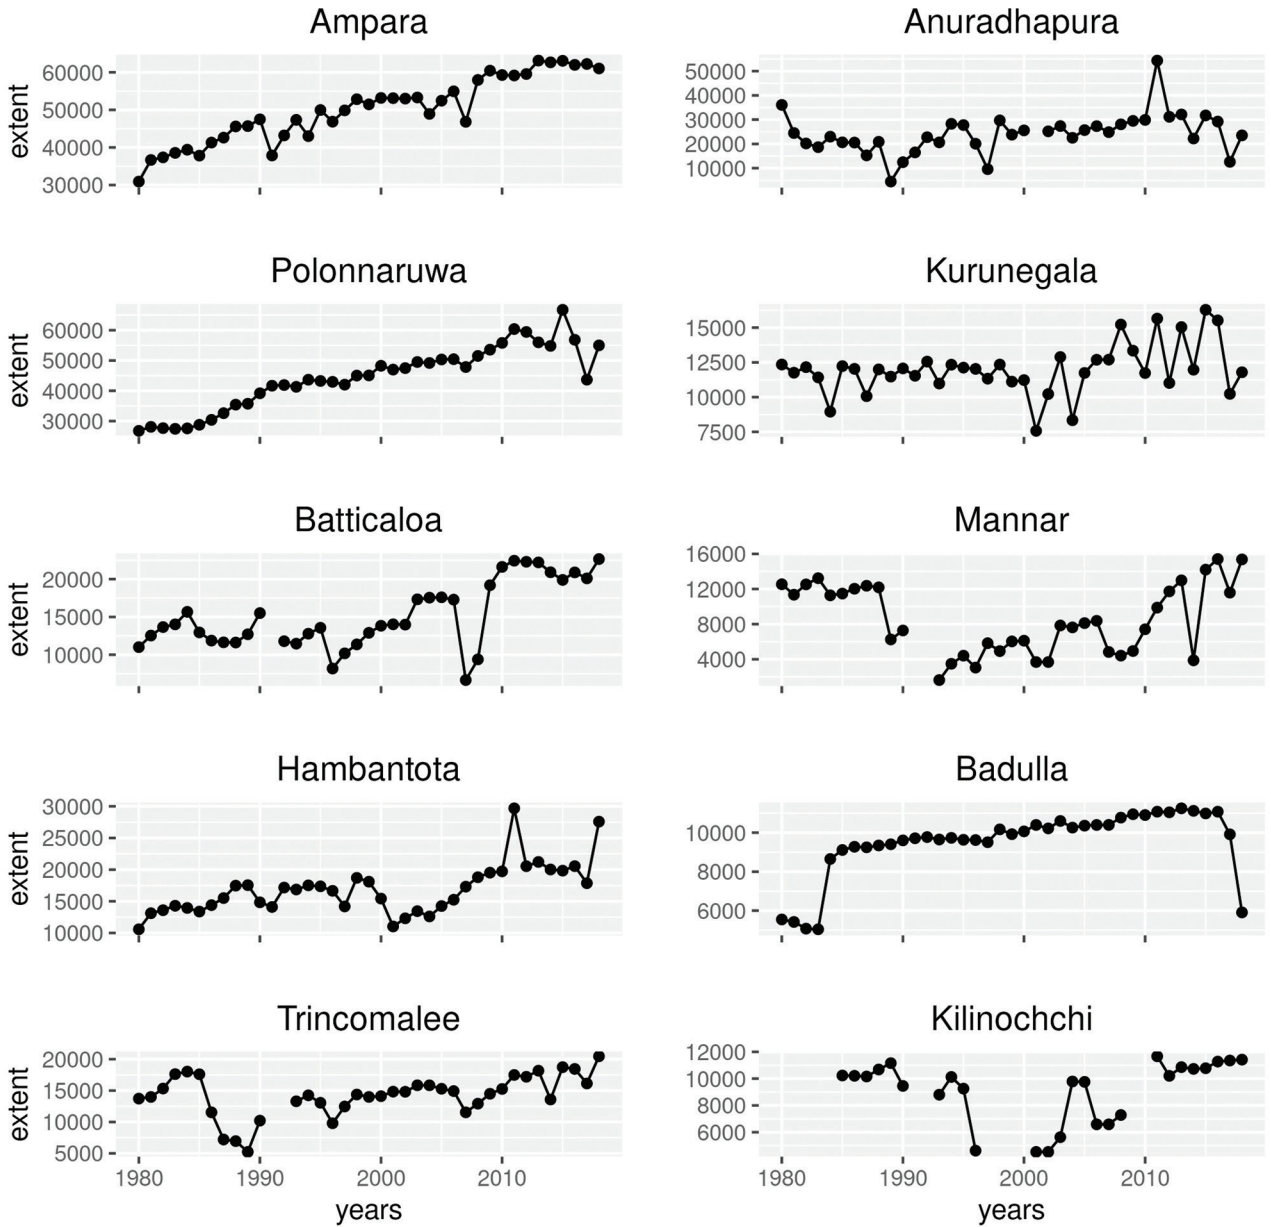 Ampara
60000
50000
40000
30000
extent
Anuradhapura
50000
40000
30000
20000
10000
Polonnaruwa
60000
50000
40000
30000
extent
Kurunegala
15000
12500
10000
7500
Batticaloa
20000
15000
10000
extent
Mannar
16000
12000
8000
4000
Hambantota
30000
25000
20000
15000
10000
extent
Badulla
10000
8000
6000
Trincomalee
20000
15000
10000
5000
extent
1980 1990 2000 2010
years
Kilinochchi
12000
10000
8000
6000
1980 1990 2000 2010
years